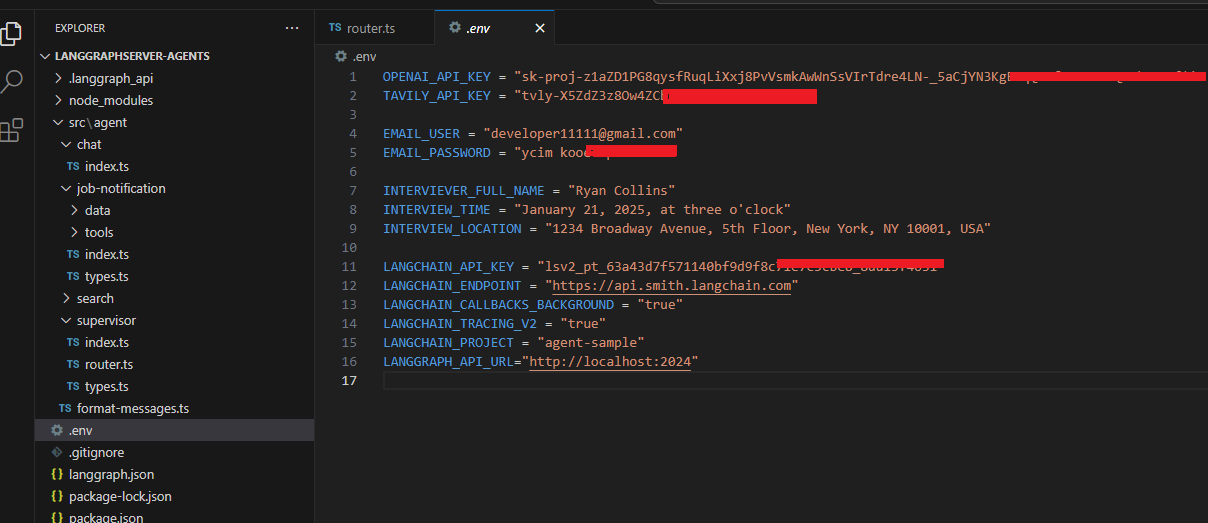 EXPLORER
LANGGRAPHSERVER-AGENTS
.langgraph_api
node_modules
src\agent
chat
TS index.ts
job-notification
data
tools
TS index.ts
TS types.ts
search
supervisor
TS index.ts
TS router.ts
TS types.ts
TS format-messages.ts
.env
.gitignore
{} langgraph.json
{} package-lock.json
{} package.json
TS router.ts .env
.env
1 OPENAI_API_KEY = "sk-proj-z1aZD1PG8qysfRuqLiXxj8PvVsmkAwWnSsVIrTdre4LN-_5aCjYN3Kg
2 TAVILY_API_KEY = "tvly-X5ZdZ3z8Ow4ZC
3
4 EMAIL_USER = "developer11111@gmail.com"
5 EMAIL_PASSWORD = "ycim koo
6
7 INTERVIEVER_FULL_NAME = "Ryan Collins"
8 INTERVIEW_TIME = "January 21, 2025, at three o'clock"
9 INTERVIEW_LOCATION = "1234 Broadway Avenue, 5th Floor, New York, NY 10001, USA"
10
11 LANGCHAIN_API_KEY = "lsv2_pt_63a43d7f571140bf9d9f8c
12 LANGCHAIN_ENDPOINT = "https://api.smith.langchain.com"
13 LANGCHAIN_CALLBACKS_BACKGROUND = "true"
14 LANGCHAIN_TRACING_V2 = "true"
15 LANGCHAIN_PROJECT = "agent-sample"
16 LANGGRAPH_API_URL="http://localhost:2024"
17